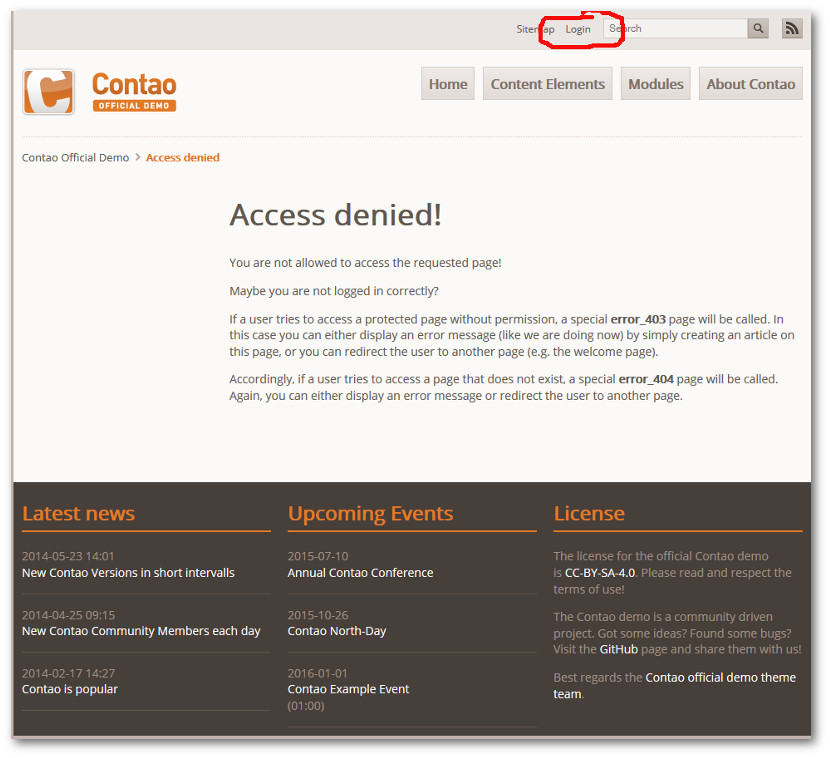 Sitemap Login Search
Contao
OFFICIAL DEMO
Home Content Elements Modules About Contao
Contao Official Demo > Access denied
Access denied!
You are not allowed to access the requested page!
Maybe you are not logged in correctly?
If a user tries to access a protected page without permission, a special error_403 page will be called. In
this case you can either display an error message (like we are doing now) by simply creating an article on
this page, or you can redirect the user to another page (e.g. the welcome page).
Accordingly, if a user tries to access a page that does not exist, a special error_404 page will be called.
Again, you can either display an error message or redirect the user to another page.
Latest news
2014-05-23 14:01
New Contao Versions in short intervalls
2014-04-25 09:15
New Contao Community Members each day
2014-02-17 14:27
Contao is popular
Upcoming Events
2015-07-10
Annual Contao Conference
2015-10-26
Contao North-Day
2016-01-01
Contao Example Event
(01:00)
License
The license for the official Contao demo
is CC-BY-SA-4.0. Please read and respect the
terms of use!
The Contao demo is a community driven
project. Got some ideas? Found some bugs?
Visit the GitHub page and share them with us!
Best regards the Contao official demo theme
team.